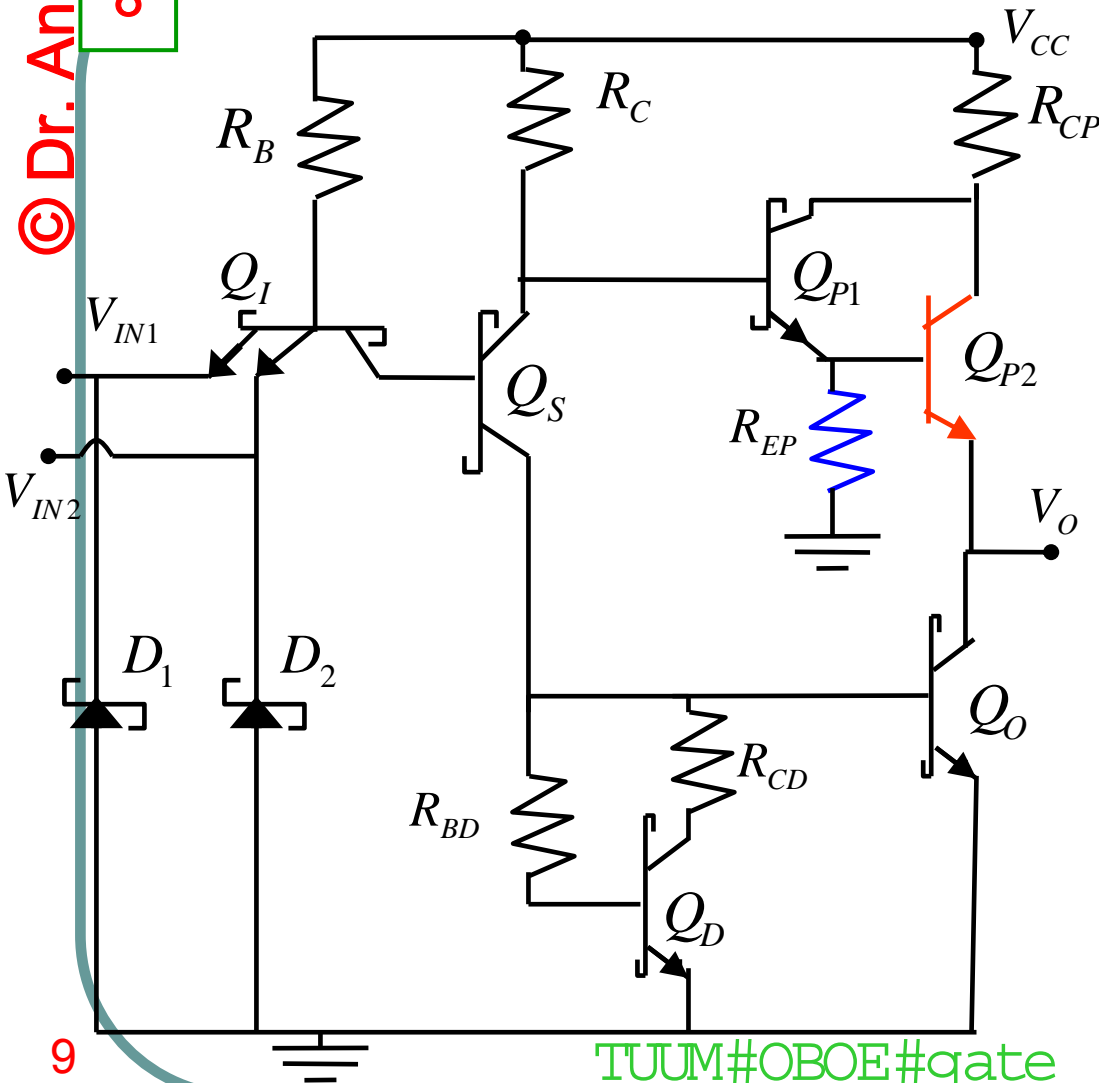 © Dr. An
V_CC
R_C
R_CP
R_B
Q_I
Q_P1
V_IN1
Q_P2
Q_S
R_EP
V_IN2
V_O
D_1
D_2
Q_O
R_CD
R_BD
Q_D
9
TUUM#OBOE#gate